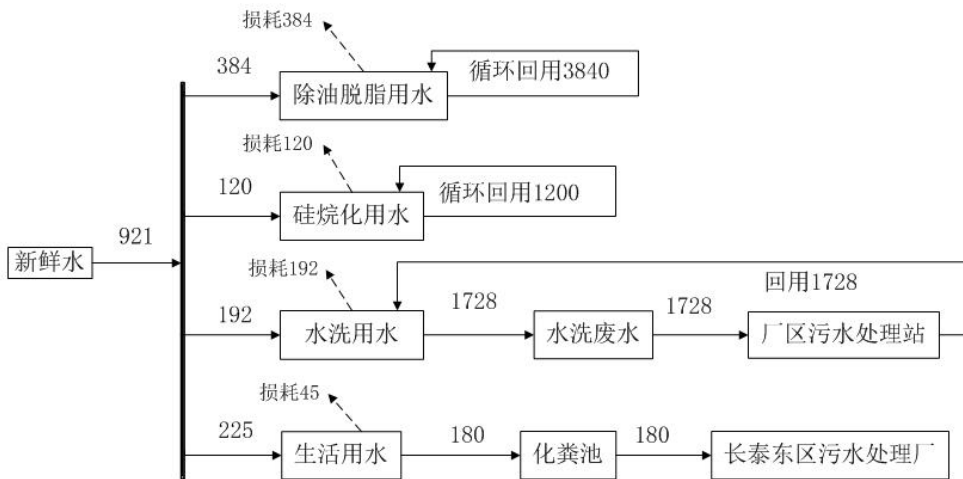 损耗384
384
除油脱脂用水
循环回用3840
损耗120
120
硅烷化用水
循环回用1200
新鲜水
921
损耗192
192
水洗用水
1728
水洗废水
1728
厂区污水处理站
回用1728
损耗45
225
生活用水
180
化粪池
180
长泰东区污水处理厂